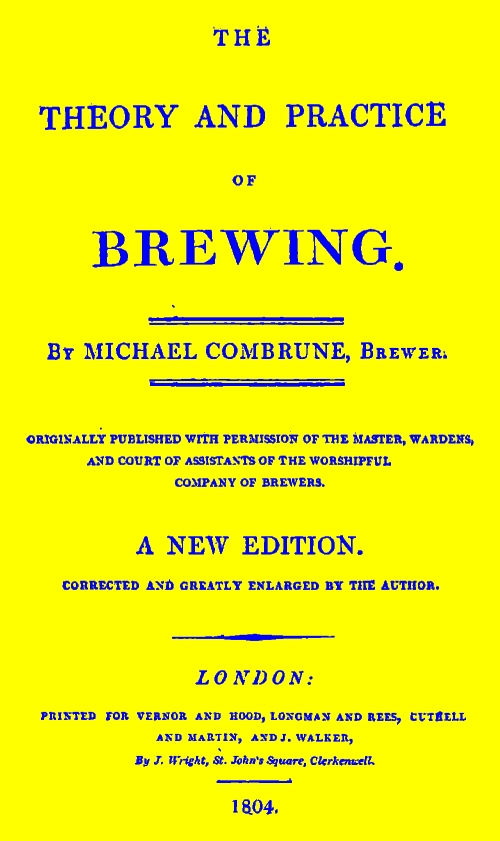 THE
THEORY AND PRACTICE
OF
BREWING.
By MICHAEL COMBRUNE, Brewer.
ORIGINALLY PUBLISHED WITH PERMISSION OF THE MASTER, WARDENS,
AND COURT OF ASSISTANTS OF THE WORSHIPFUL
COMPANY OF BREWERS.
A NEW EDITION.
CORRECTED AND GREATLY ENLARGED BY THE AUTHOR.
LONDON:
PRINTED FOR VERNOR AND HOOD, LONGMAN AND REES, CUTHELL
AND MARTIN, AND J. WALKER,
By J. Wright, St. John's Square, Clerkenwell.
1804.